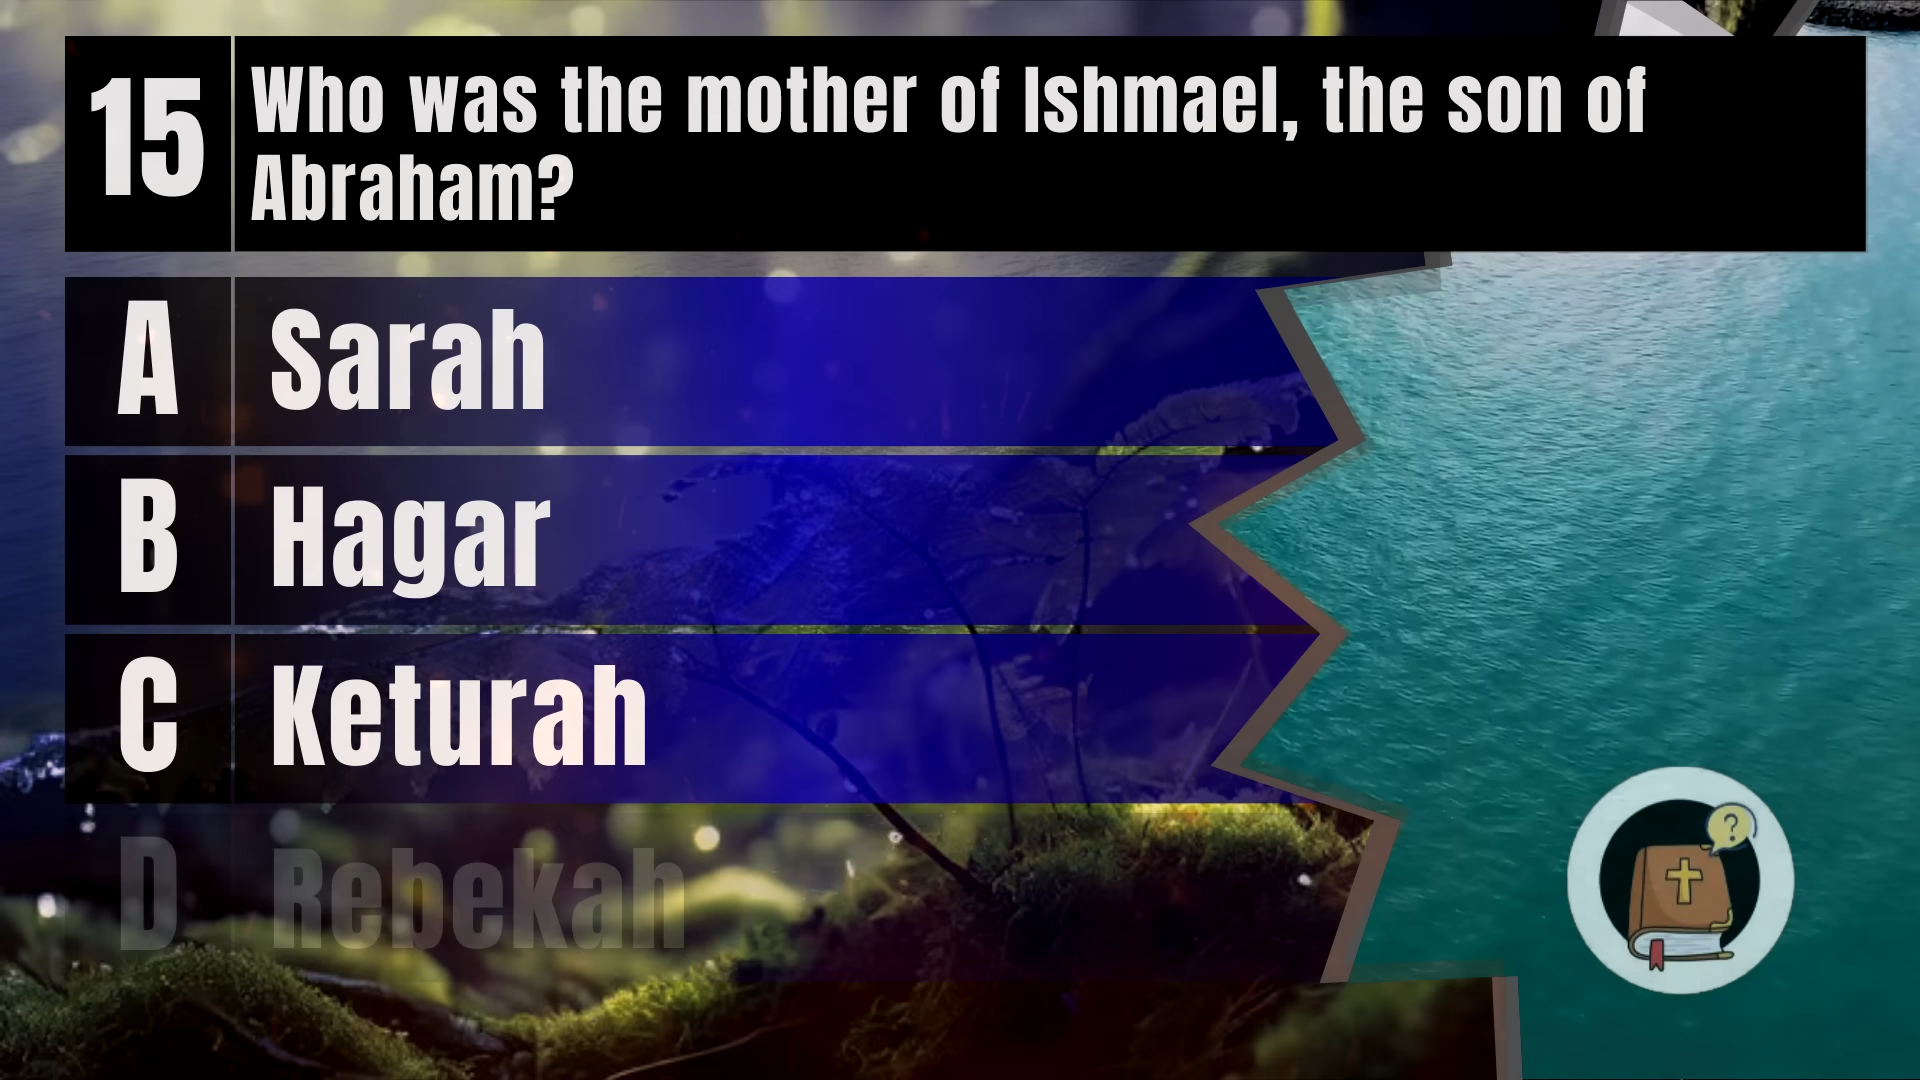 15
Who was the mother of Ishmael, the son of
Abraham?
A Sarah
B Hagar
C Keturah
D Rebekah
?